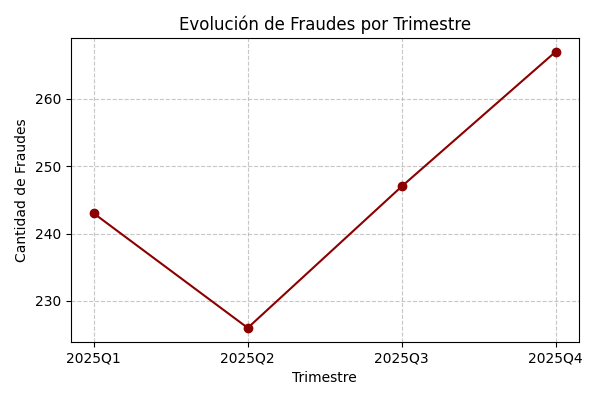 Evolución de Fraudes por Trimestre
Cantidad de Fraudes
260
250
240
230
2025Q1 2025Q2 2025Q3 2025Q4
Trimestre